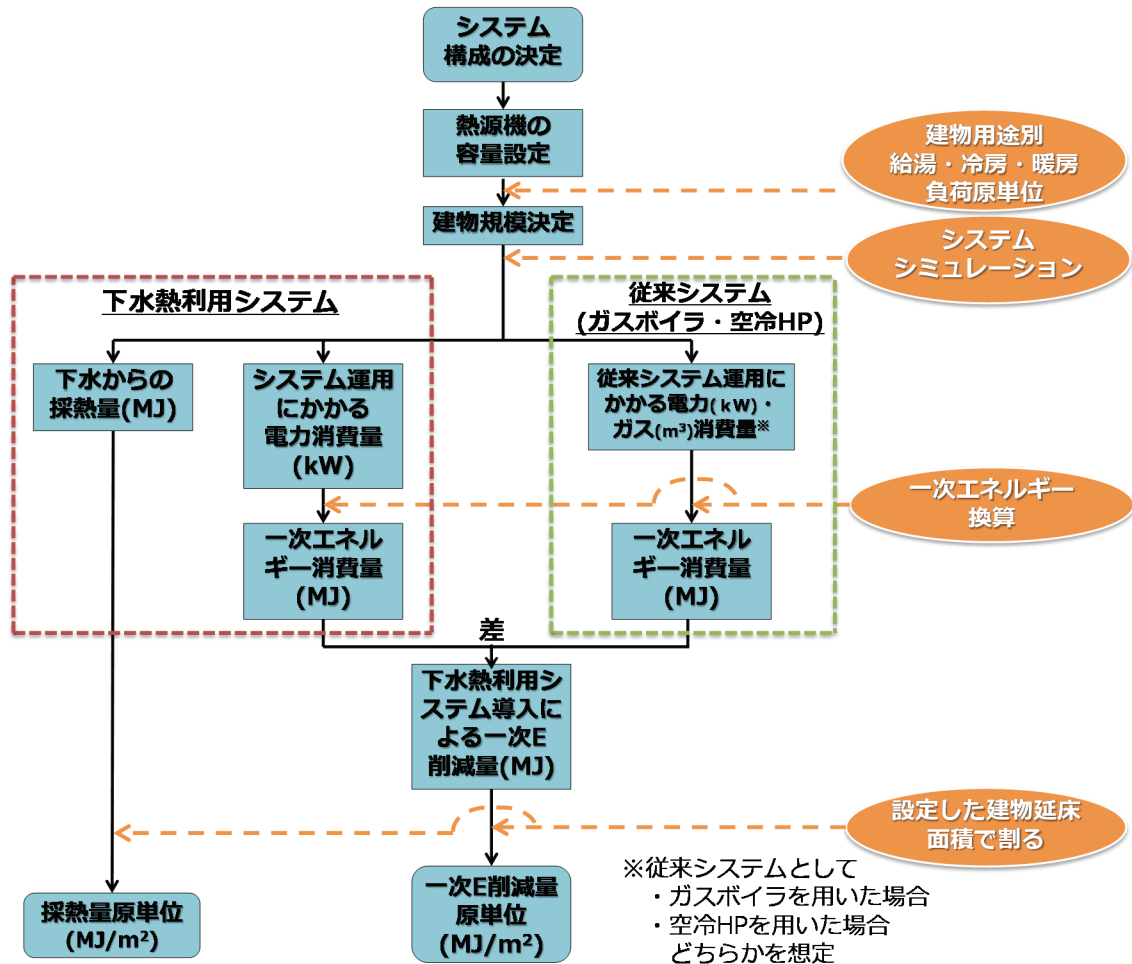 システム
構成の決定
熱源機の
容量設定
建物用途別
給湯・冷房・暖房
負荷原単位
建物規模決定
システム
シミュレーション
下水熱利用システム
従来システム
(ガスボイラ・空冷HP)
下水からの
採熱量(MJ)
システム運用
にかかる
電力消費量
(kW)
従来システム運用に
かかる電力(kW)・
ガス(m³)消費量※
一次エネルギー
換算
一次エネル
ギー消費量
(MJ)
一次エネル
ギー消費量
(MJ)
差
下水熱利用シ
ステム導入に
よる一次E
削減量(MJ)
設定した建物延床
面積で割る
採熱量原単位
(MJ/m²)
一次E削減量
原単位
(MJ/m²)
※従来システムとして
・ガスボイラを用いた場合
・空冷HPを用いた場合
どちらかを想定